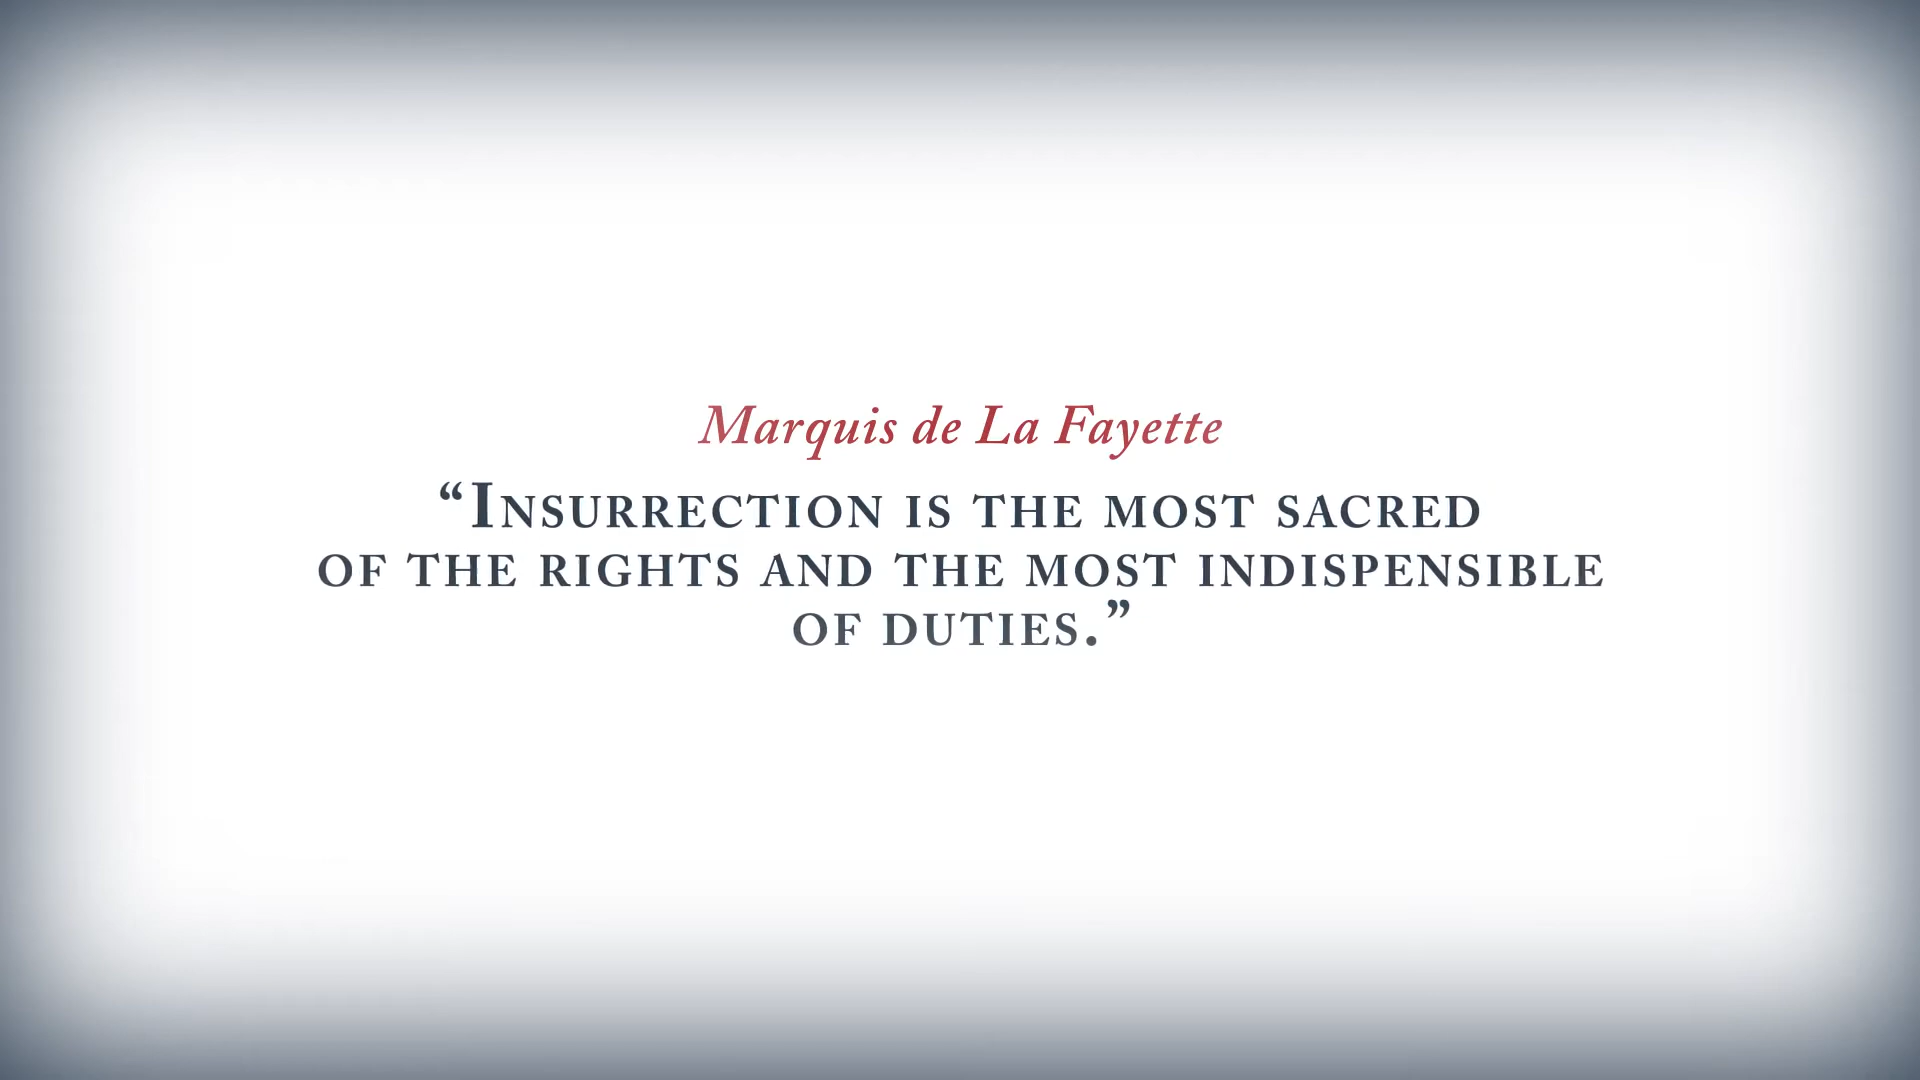 Marquis de La Fayette
“Insurrection is the most sacred
of the rights and the most indispensible
of duties.”